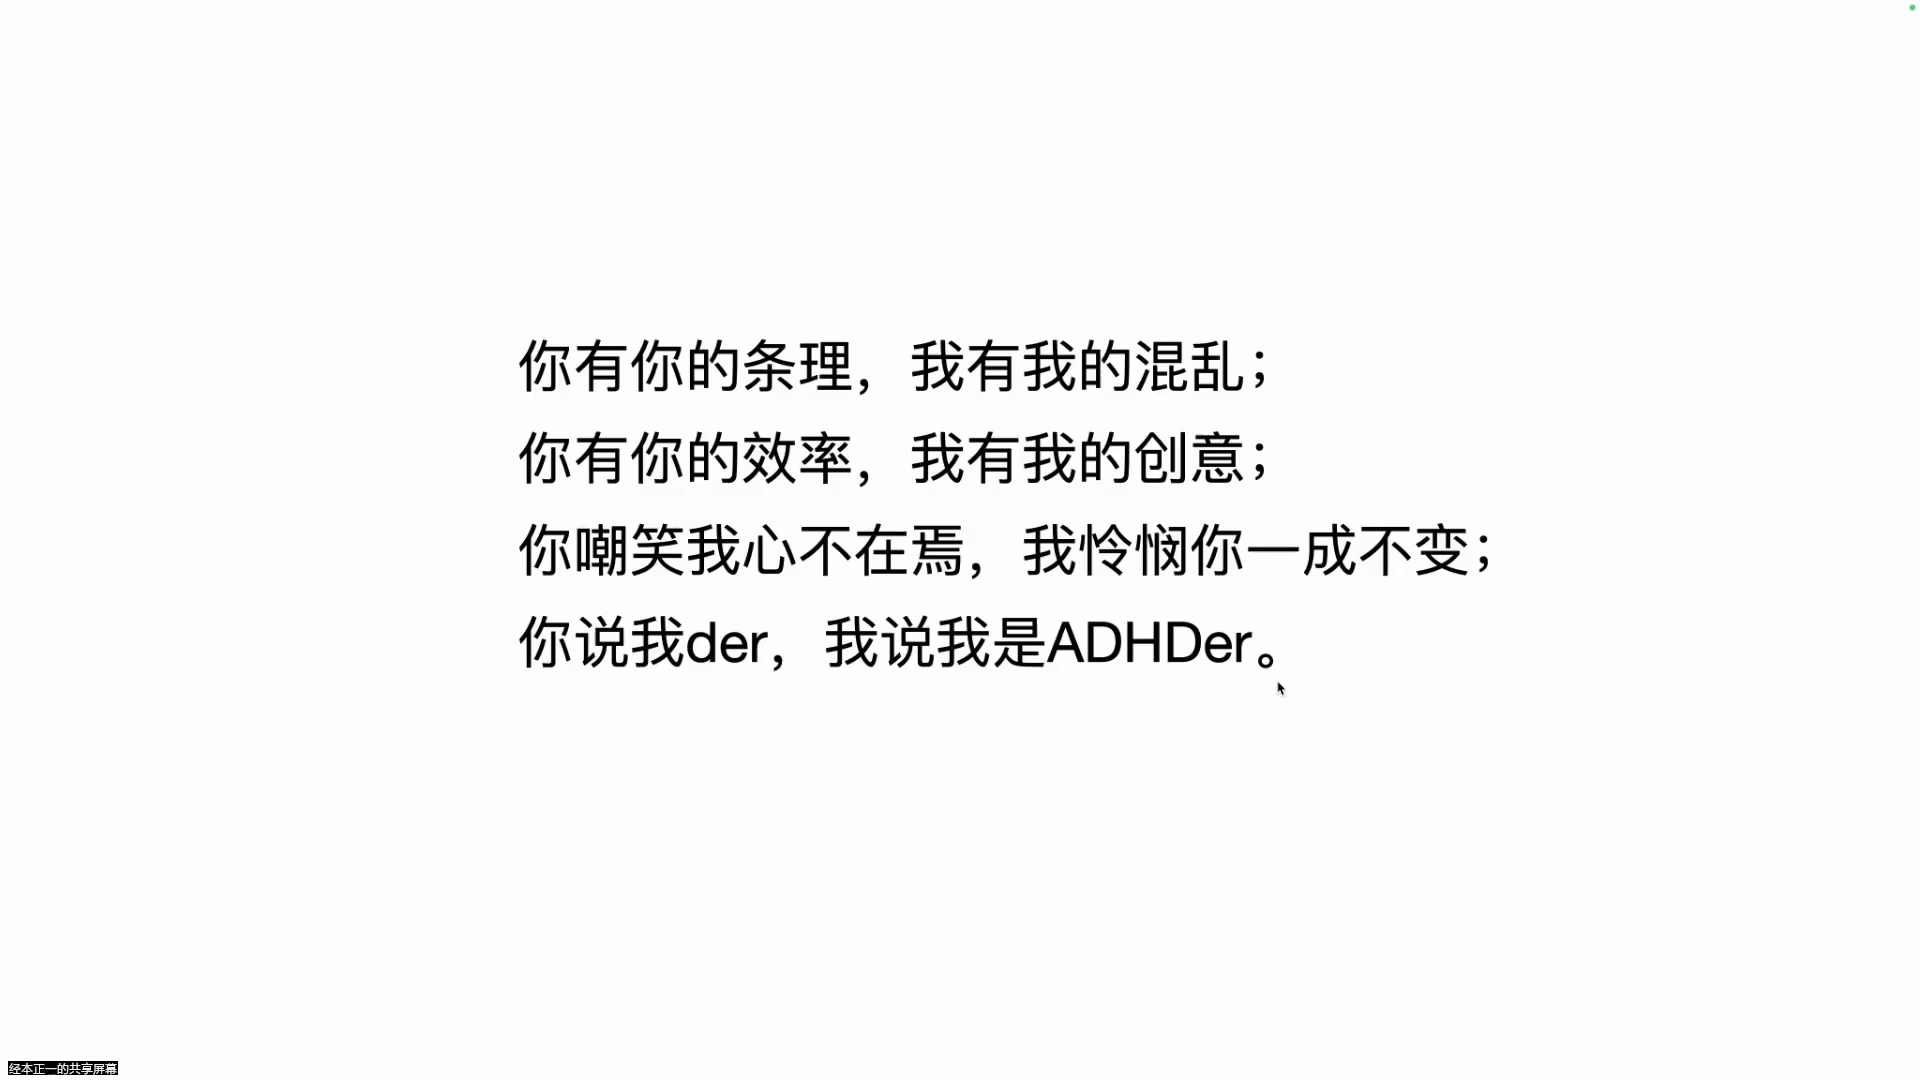 你有你的条理，我有我的混乱；
你有你的效率，我有我的创意；
你嘲笑我心不在焉，我怜悯你一成不变；
你说我der，我说我是ADHDer。
经本正一的共享屏幕